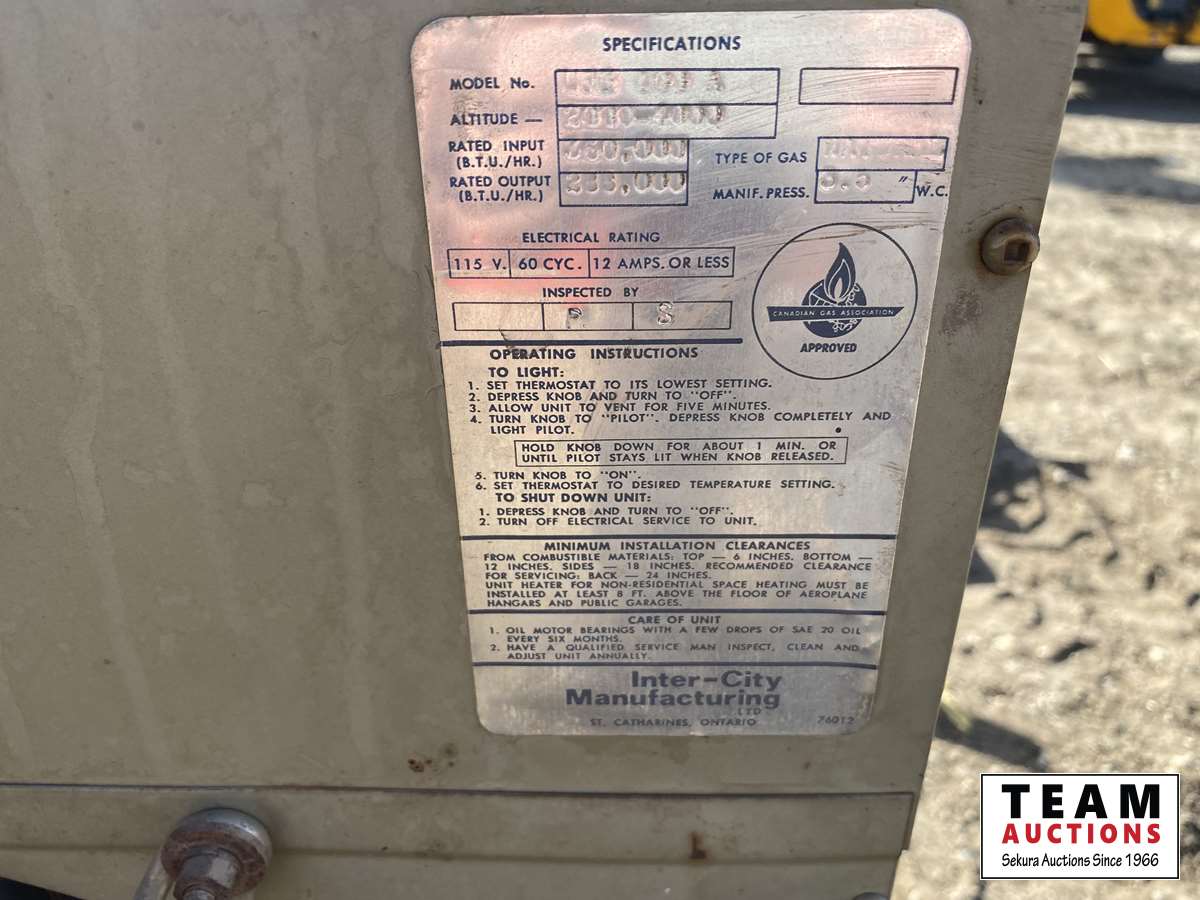 SPECIFICATIONS
MODEL No.
ALTITUDE —
RATED INPUT
(B.T.U./HR.)
TYPE OF GAS
RATED OUTPUT
(B.T.U./HR.)
MANIF. PRESS. " W.C.
ELECTRICAL RATING
115 V. 60 CYC. 12 AMPS. OR LESS
INSPECTED BY
P S
CANADIAN GAS ASSOCIATION
APPROVED
OPERATING INSTRUCTIONS
TO LIGHT:
1. SET THERMOSTAT TO ITS LOWEST SETTING.
2. DEPRESS KNOB AND TURN TO "OFF".
3. ALLOW UNIT TO VENT FOR FIVE MINUTES.
4. TURN KNOB TO "PILOT". DEPRESS KNOB COMPLETELY AND
LIGHT PILOT.
HOLD KNOB DOWN FOR ABOUT 1 MIN. OR
UNTIL PILOT STAYS LIT WHEN KNOB RELEASED.
5. TURN KNOB TO "ON".
6. SET THERMOSTAT TO DESIRED TEMPERATURE SETTING.
TO SHUT DOWN UNIT:
1. DEPRESS KNOB AND TURN TO "OFF".
2. TURN OFF ELECTRICAL SERVICE TO UNIT.
MINIMUM INSTALLATION CLEARANCES
FROM COMBUSTIBLE MATERIALS: TOP — 6 INCHES. BOTTOM —
12 INCHES. SIDES — 18 INCHES. RECOMMENDED CLEARANCE
FOR SERVICING: BACK — 24 INCHES.
UNIT HEATER FOR NON-RESIDENTIAL SPACE HEATING MUST BE
INSTALLED AT LEAST 8 FT. ABOVE THE FLOOR OF AEROPLANE
HANGARS AND PUBLIC GARAGES.
CARE OF UNIT
1. OIL MOTOR BEARINGS WITH A FEW DROPS OF SAE 20 OIL
EVERY SIX MONTHS.
2. HAVE A QUALIFIED SERVICE MAN INSPECT, CLEAN AND
ADJUST UNIT ANNUALLY.
Inter-City
Manufacturing
LTD
ST. CATHARINES, ONTARIO 76012
TEAM
AUCTIONS
Sekura Auctions Since 1966